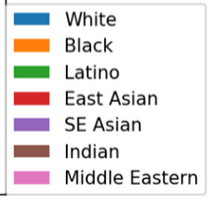 White
Black
Latino
East Asian
SE Asian
Indian
Middle Eastern